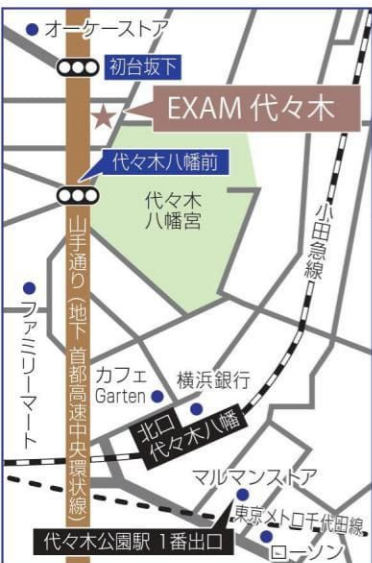 オーケーストア
初台坂下
EXAM 代々木
代々木八幡前
代々木
八幡宮
小田急線
山手通り（地下 首都高速中央環状線）
ファミリーマート
カフェ
Garten
横浜銀行
北口
代々木八幡
マルマンストア
東京メトロ千代田線
代々木公園駅 1番出口
ローソン